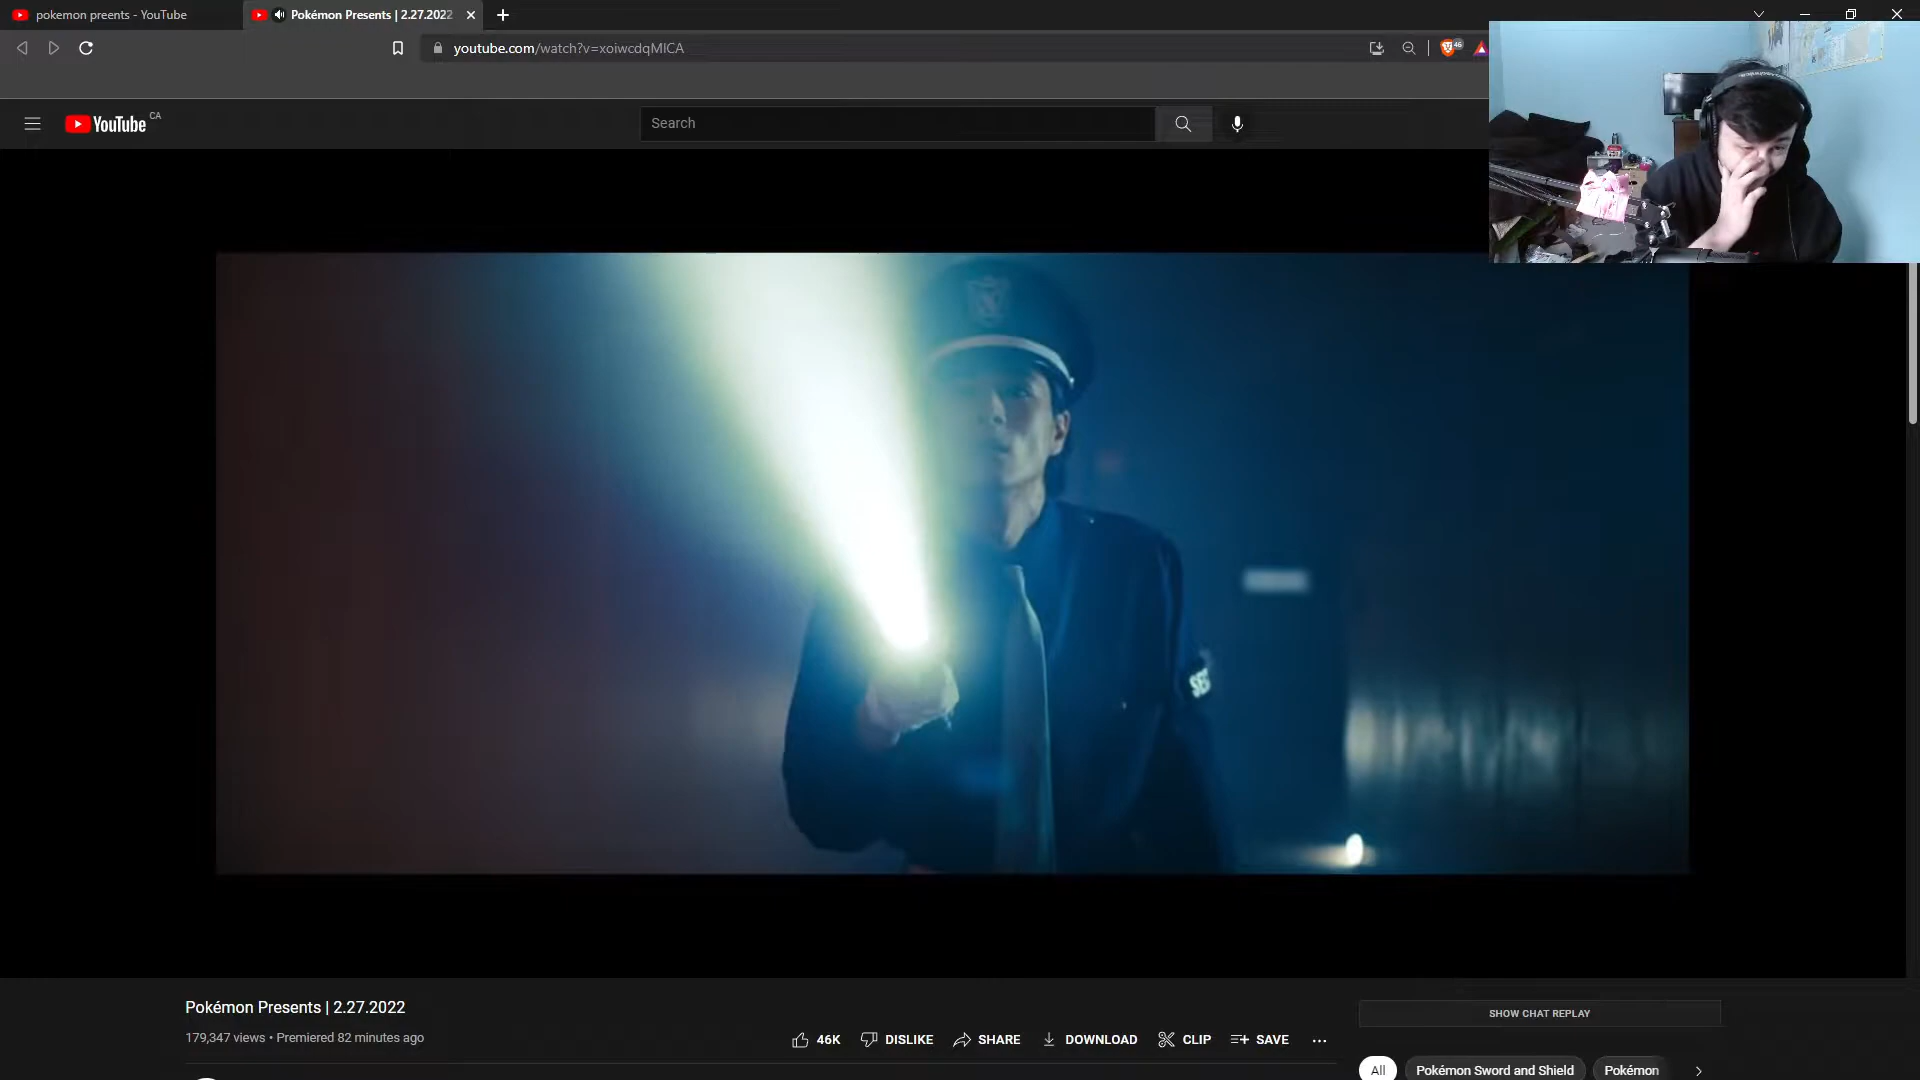 pokemon preents - YouTube
Pokémon Presents | 2.27.2022
youtube.com/watch?v=xoiwcdqMICA
46
YouTube CA
Search
Pokémon Presents | 2.27.2022
179,347 views • Premiered 82 minutes ago
46K
DISLIKE
SHARE
DOWNLOAD
CLIP
SAVE
SHOW CHAT REPLAY
All
Pokémon Sword and Shield
Pokémon